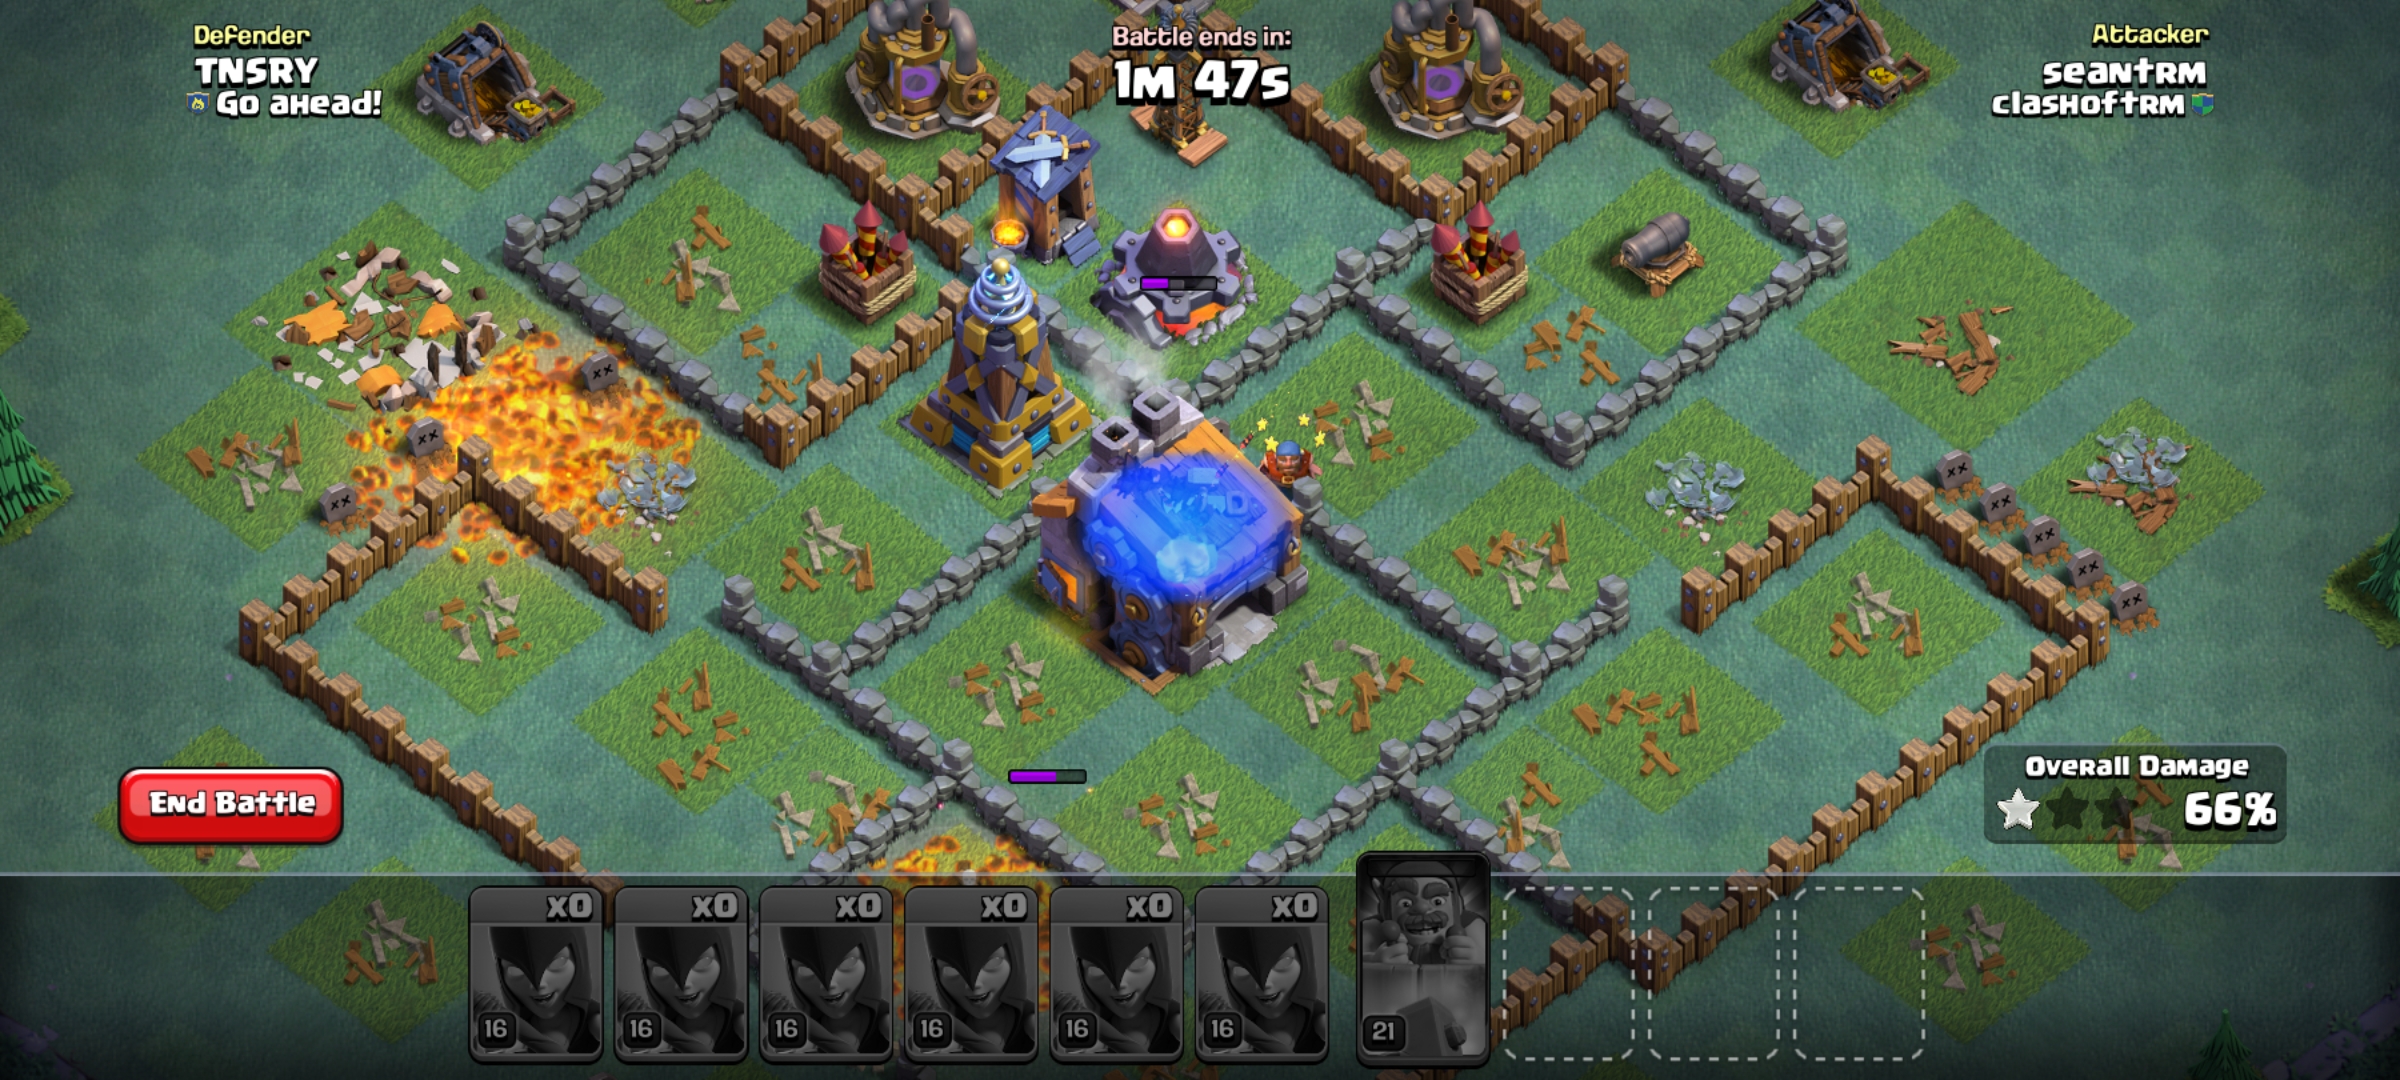 Defender
TNSRY
Go ahead!
Battle ends in:
1M 47s
Attacker
seantRM
clashoftRM
End Battle
Overall Damage
66%
x0
x0
x0
x0
x0
x0
16
16
16
16
16
16
21